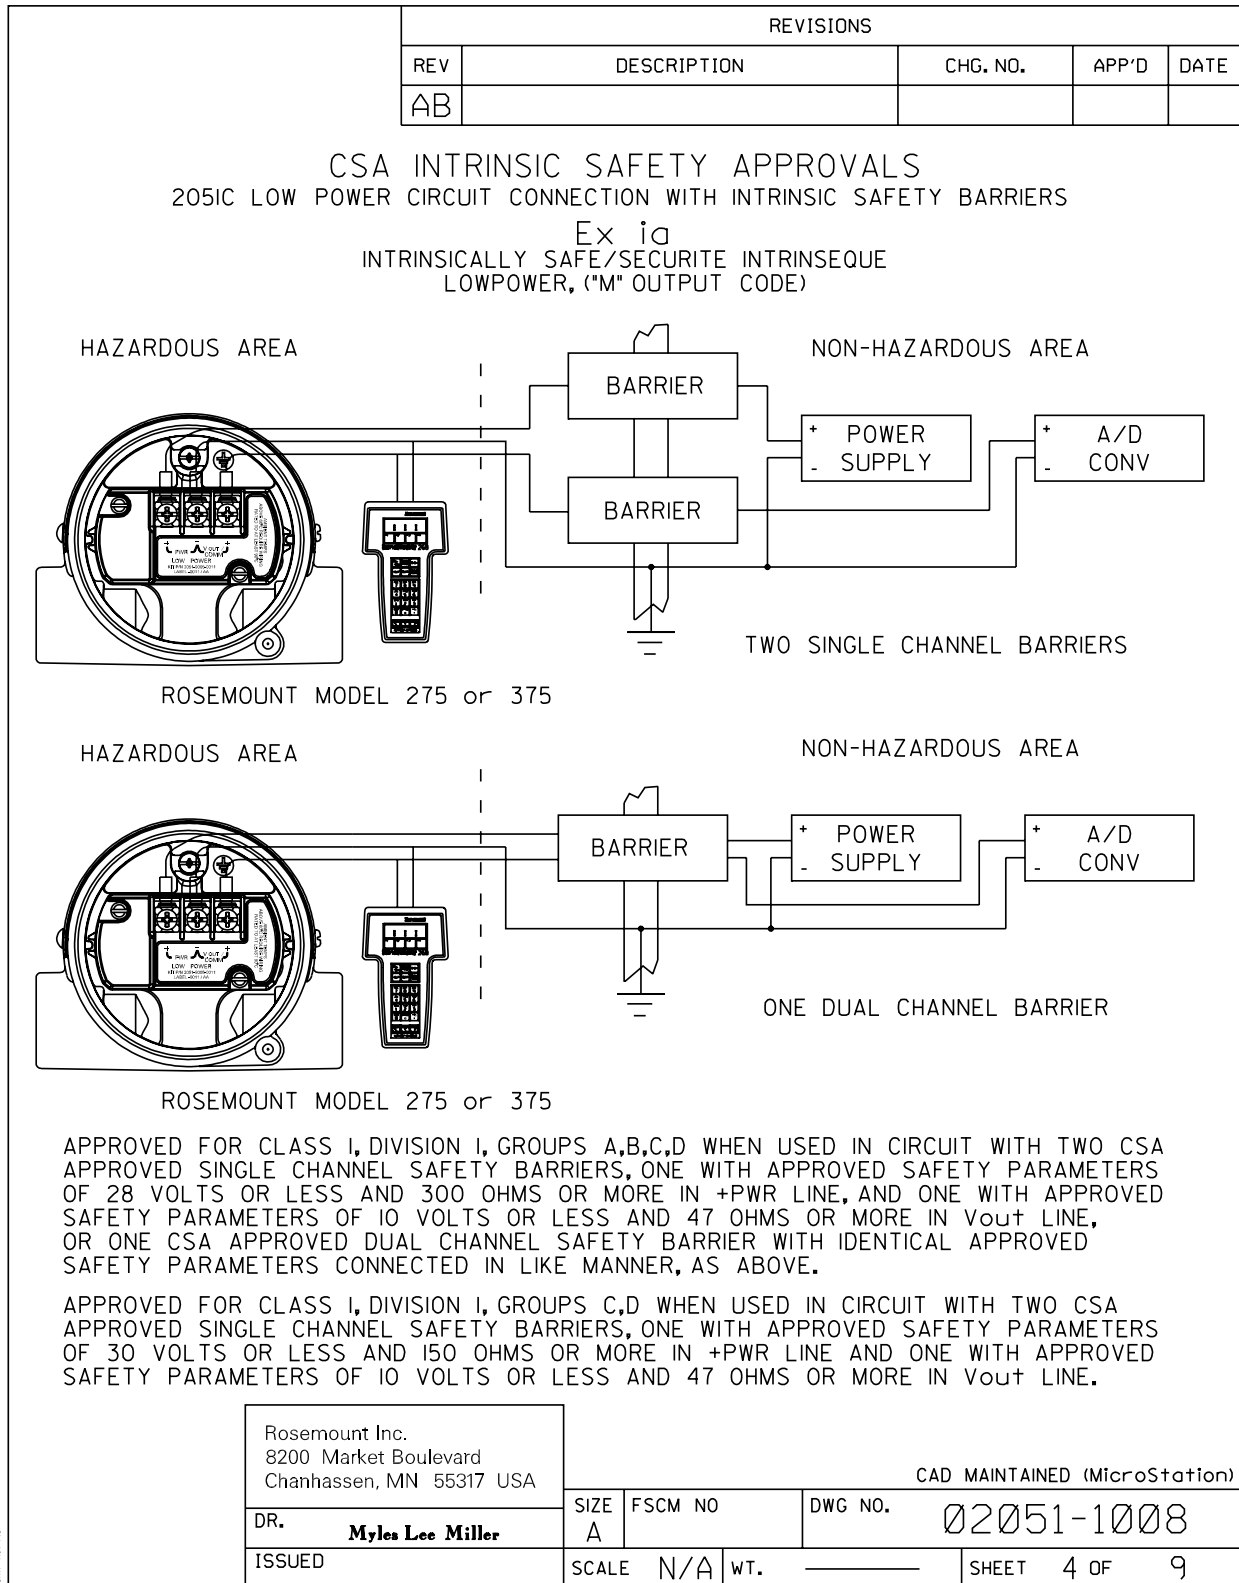 REVISIONS
REV DESCRIPTION CHG. NO. APP'D DATE
AB
CSA INTRINSIC SAFETY APPROVALS
2051C LOW POWER CIRCUIT CONNECTION WITH INTRINSIC SAFETY BARRIERS
Ex ia
INTRINSICALLY SAFE/SECURITE INTRINSEQUE
LOWPOWER, ("M" OUTPUT CODE)
HAZARDOUS AREA
NON-HAZARDOUS AREA
BARRIER
+ POWER
- SUPPLY
+ A/D
- CONV
BARRIER
PWR V OUT
COMM
LOW POWER
TWO SINGLE CHANNEL BARRIERS
ROSEMOUNT MODEL 275 or 375
HAZARDOUS AREA
NON-HAZARDOUS AREA
BARRIER
+ POWER
- SUPPLY
+ A/D
- CONV
PWR V OUT
COMM
LOW POWER
ONE DUAL CHANNEL BARRIER
ROSEMOUNT MODEL 275 or 375
APPROVED FOR CLASS I, DIVISION I, GROUPS A,B,C,D WHEN USED IN CIRCUIT WITH TWO CSA
APPROVED SINGLE CHANNEL SAFETY BARRIERS, ONE WITH APPROVED SAFETY PARAMETERS
OF 28 VOLTS OR LESS AND 300 OHMS OR MORE IN +PWR LINE, AND ONE WITH APPROVED
SAFETY PARAMETERS OF 10 VOLTS OR LESS AND 47 OHMS OR MORE IN Vout LINE,
OR ONE CSA APPROVED DUAL CHANNEL SAFETY BARRIER WITH IDENTICAL APPROVED
SAFETY PARAMETERS CONNECTED IN LIKE MANNER, AS ABOVE.
APPROVED FOR CLASS I, DIVISION I, GROUPS C,D WHEN USED IN CIRCUIT WITH TWO CSA
APPROVED SINGLE CHANNEL SAFETY BARRIERS, ONE WITH APPROVED SAFETY PARAMETERS
OF 30 VOLTS OR LESS AND 150 OHMS OR MORE IN +PWR LINE AND ONE WITH APPROVED
SAFETY PARAMETERS OF 10 VOLTS OR LESS AND 47 OHMS OR MORE IN Vout LINE.
Rosemount Inc.
8200 Market Boulevard
Chanhassen, MN 55317 USA
CAD MAINTAINED (MicroStation)
DR. Myles Lee Miller
SIZE A FSCM NO DWG NO. 02051-1008
ISSUED
SCALE N/A WT. SHEET 4 OF 9